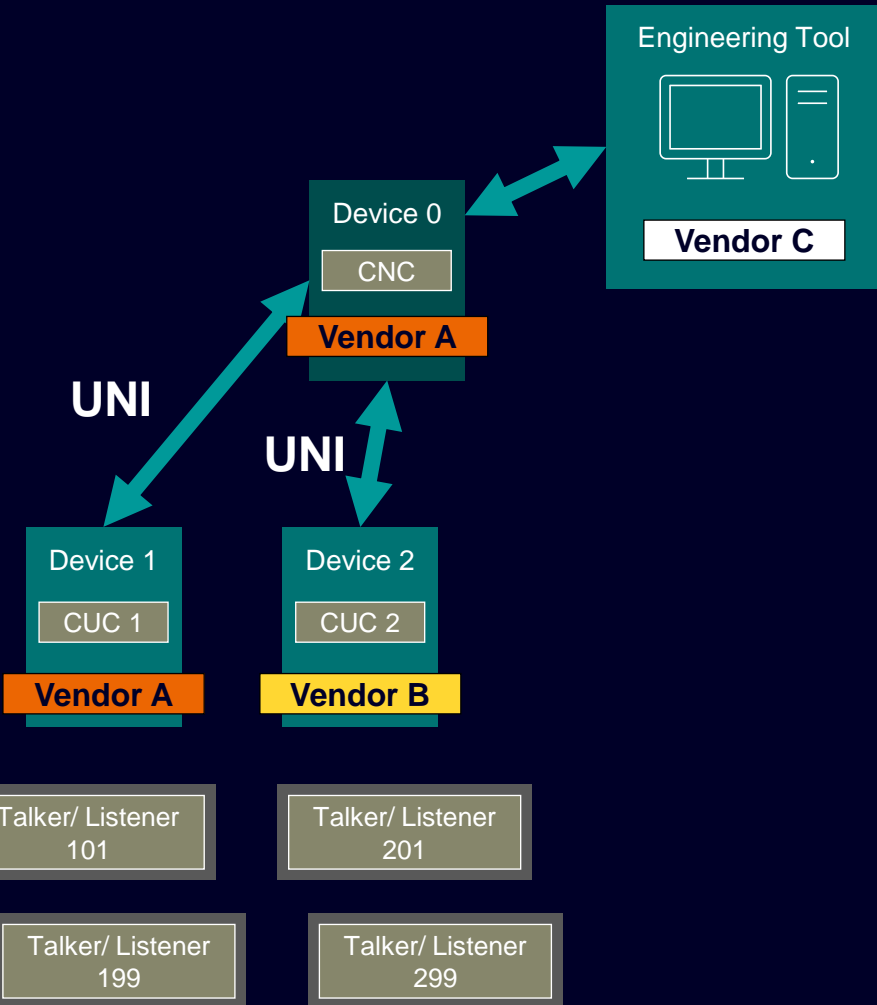 Engineering Tool
Vendor C
Device 0
CNC
Vendor A
UNI
UNI
Device 1
CUC 1
Vendor A
Device 2
CUC 2
Vendor B
Talker/ Listener
101
Talker/ Listener
201
Talker/ Listener
199
Talker/ Listener
299